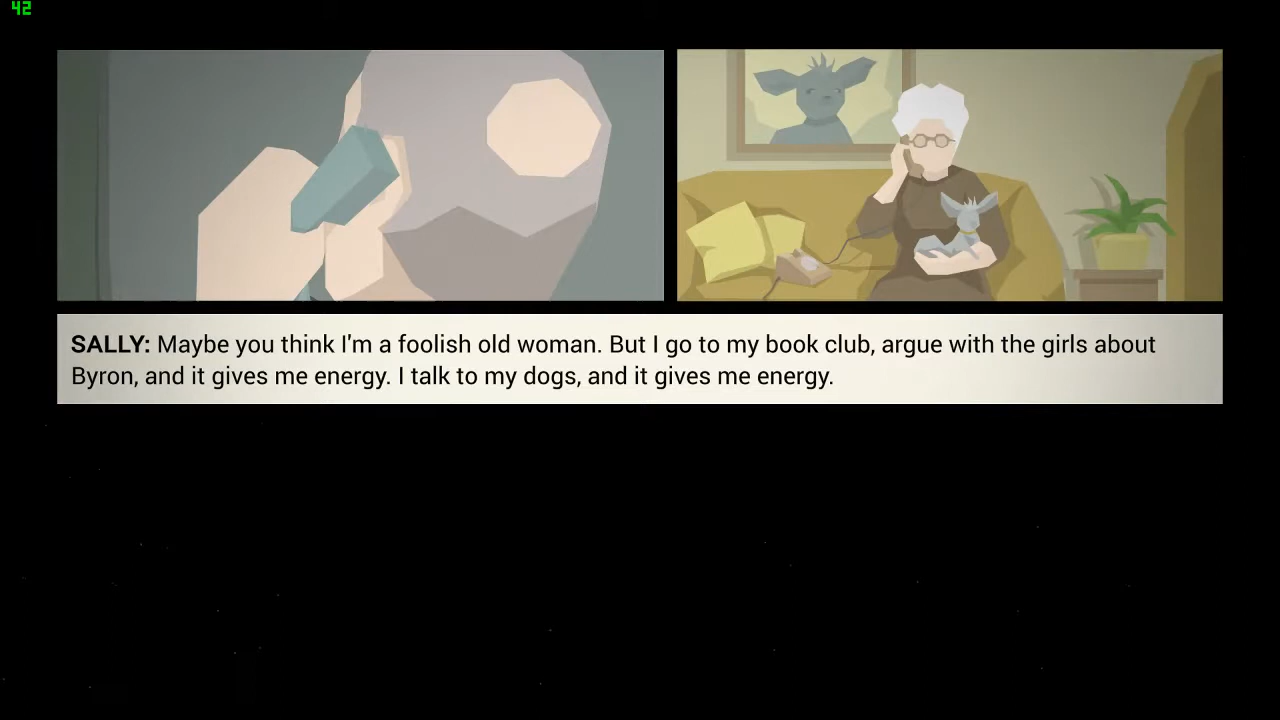 42
SALLY: Maybe you think I'm a foolish old woman. But I go to my book club, argue with the girls about
Byron, and it gives me energy. I talk to my dogs, and it gives me energy.